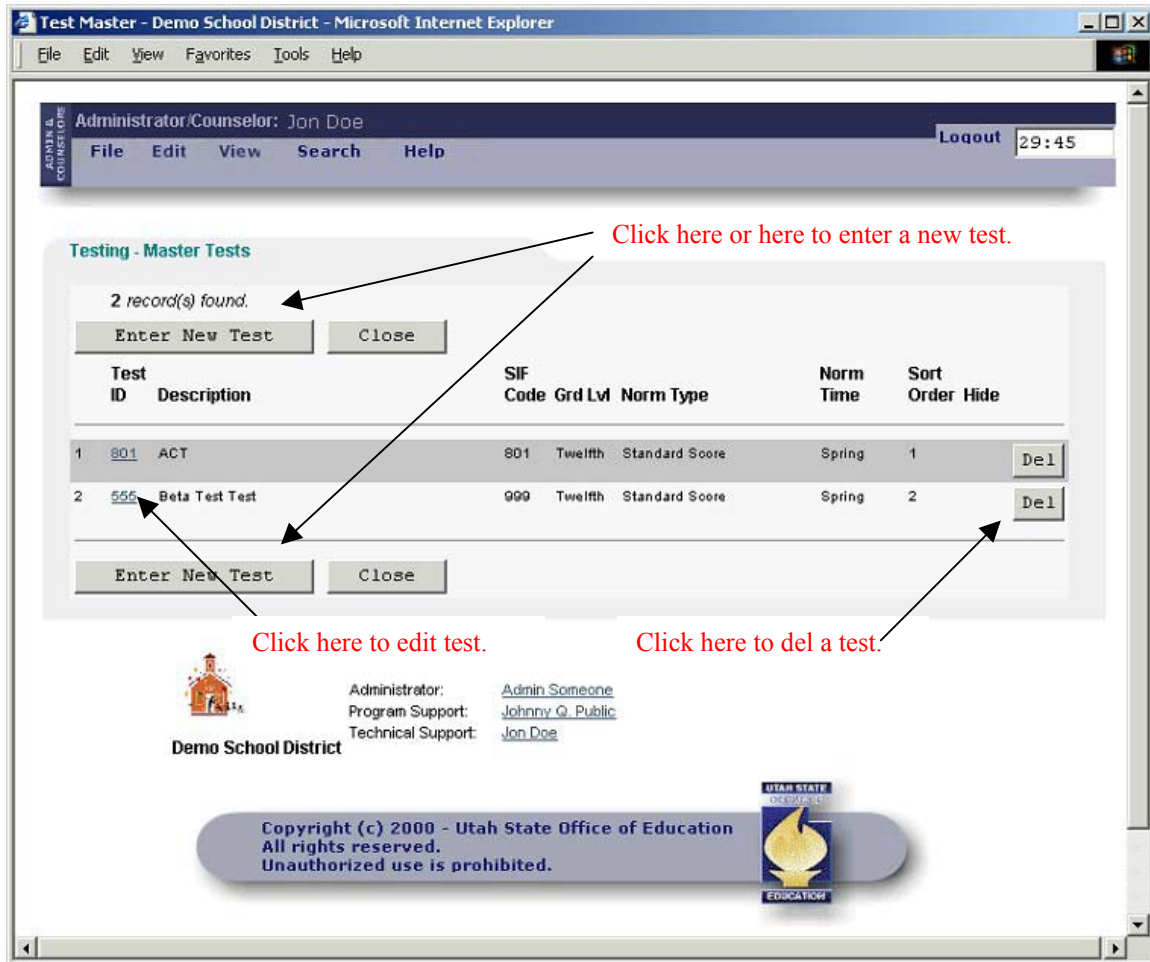 Test Master - Demo School District - Microsoft Internet Explorer
File Edit View Favorites Tools Help
ADMIN & COUNSELORS
Administrator/Counselor: Jon Doe
File Edit View Search Help
Logout 29:45
Click here or here to enter a new test.
Testing - Master Tests
2 record(s) found.
Enter New Test Close
Test ID Description SIF Code Grd Lvl Norm Type Norm Time Sort Order Hide
1 801 ACT 801 Twelfth Standard Score Spring 1 Del
2 555 Beta Test Test 999 Twelfth Standard Score Spring 2 Del
Enter New Test Close
Click here to edit test. Click here to del a test.
Administrator: Admin Someone
Program Support: Johnny Q. Public
Technical Support: Jon Doe
Demo School District
UTAH STATE
Copyright (c) 2000 - Utah State Office of Education
All rights reserved.
Unauthorized use is prohibited.
EDUCATION